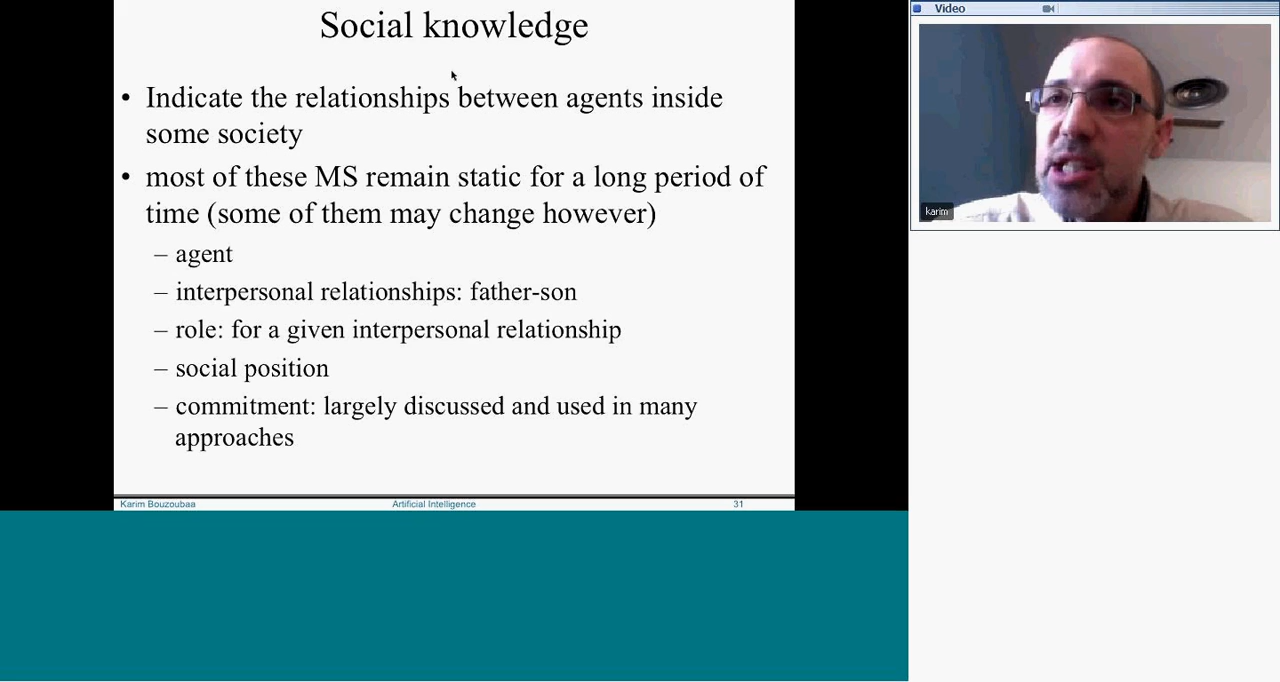 Social knowledge
• Indicate the relationships between agents inside
some society
• most of these MS remain static for a long period of
time (some of them may change however)
– agent
– interpersonal relationships: father-son
– role: for a given interpersonal relationship
– social position
– commitment: largely discussed and used in many
approaches
Karim Bouzoubaa Artificial Intelligence 31
Video
karim